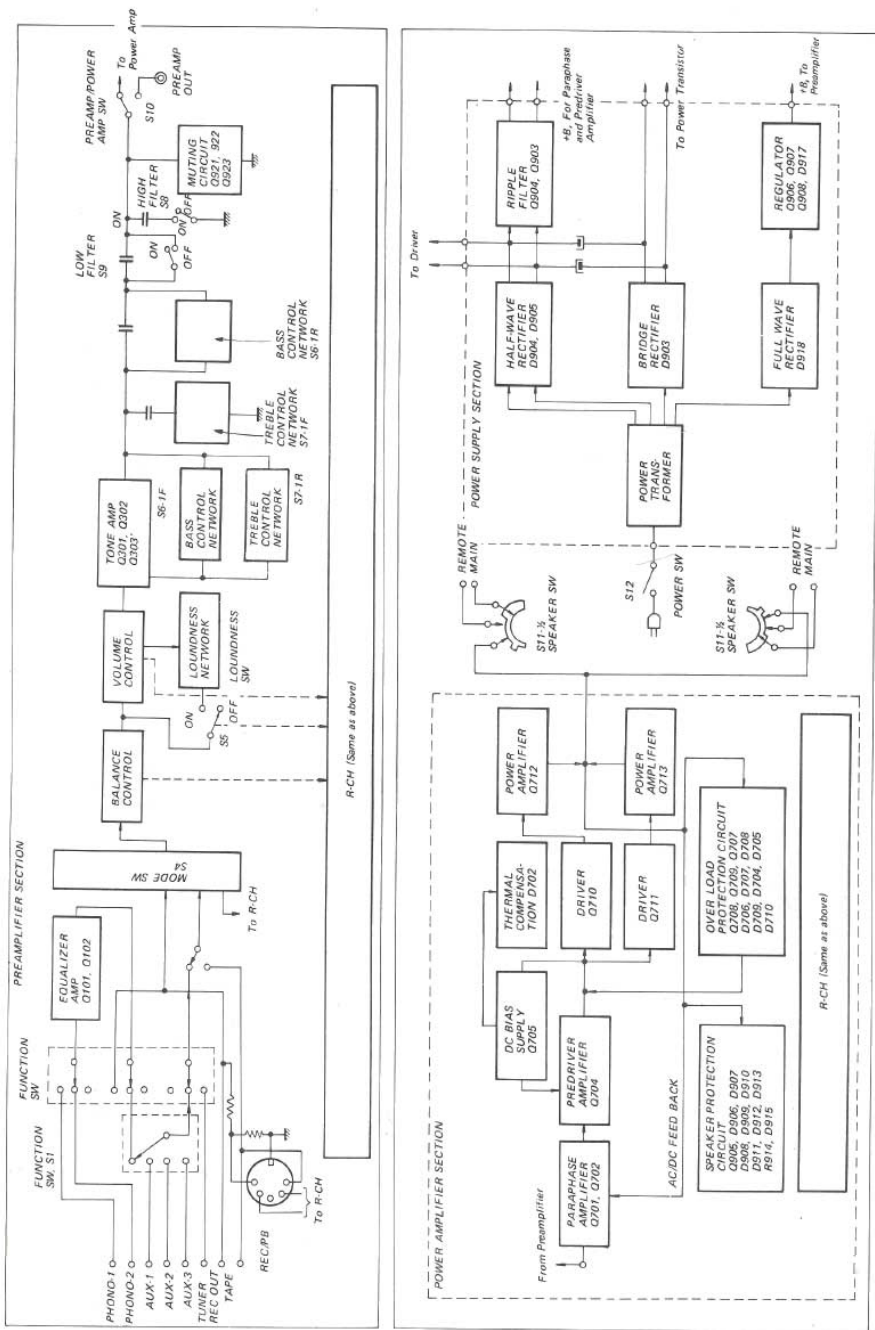 PREAMPLIFIER SECTION
FUNCTION
SW
FUNCTION
SW, S1
PHONO-1
PHONO-2
AUX-1
AUX-2
AUX-3
TUNER
REC OUT
TAPE
REC/PB
To R-CH
EQUALIZER
AMP
Q101, Q102
MODE SW
S4
To R-CH
BALANCE
CONTROL
VOLUME
CONTROL
ON
OFF
S5
LOUNDNESS
NETWORK
LOUNDNESS
SW
TONE AMP
Q301, Q302
Q303
S6-1F
BASS
CONTROL
NETWORK
TREBLE
CONTROL
NETWORK
S7-1R
TREBLE
CONTROL
NETWORK
S7-1F
BASS
CONTROL
NETWORK
S6-1R
LOW
FILTER
S9
ON
OFF
ON
HIGH
FILTER
S8
ON
OFF
MUTING
CIRCUIT
Q921, 922
Q923
PREAMP/POWER
AMP SW
To
Power Amp
S10
PREAMP
OUT
R-CH (Same as above)
POWER AMPLIFIER SECTION
From Preamplifier
PARAPHASE
AMPLIFIER
Q701, Q702
PREDRIVER
AMPLIFIER
Q704
DC BIAS
SUPPLY
Q705
THERMAL
COMPENSA-
TION D702
DRIVER
Q710
DRIVER
Q711
POWER
AMPLIFIER
Q712
POWER
AMPLIFIER
Q713
AC/DC FEED BACK
SPEAKER PROTECTION
CIRCUIT
Q905, D906, D907
D908, D909, D910
D911, D912, D913
R914, D915
OVER LOAD
PROTECTION CIRCUIT
Q708, Q709, Q707
D706, D707, D708
D709, D704, D705
D710
R-CH (Same as above)
REMOTE
MAIN
S11-½
SPEAKER SW
S12
POWER SW
S11-½
SPEAKER SW
REMOTE
MAIN
POWER SUPPLY SECTION
POWER
TRANS-
FORMER
HALF-WAVE
RECTIFIER
D904, D905
BRIDGE
RECTIFIER
D903
FULL WAVE
RECTIFIER
D918
To Driver
RIPPLE
FILTER
Q904, Q903
REGULATOR
Q906, Q907
Q908, D917
+B, For Paraphase
and Predriver
Amplifier
To Power Transistor
+B, To
Preamplifier